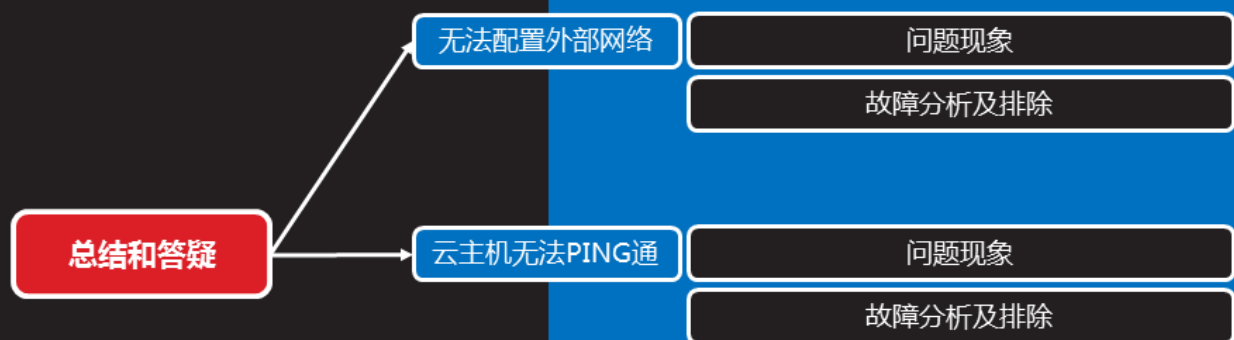 无法配置外部网络
问题现象
故障分析及排除
总结和答疑
云主机无法PING通
问题现象
故障分析及排除